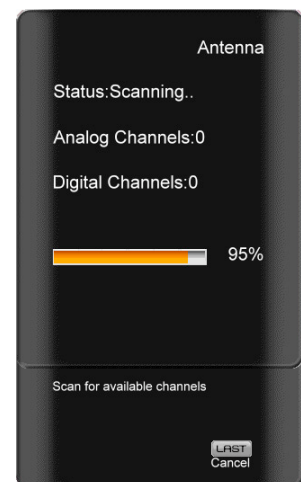 Antenna
Status:Scanning..
Analog Channels:0
Digital Channels:0
95%
Scan for available channels
LAST
Cancel